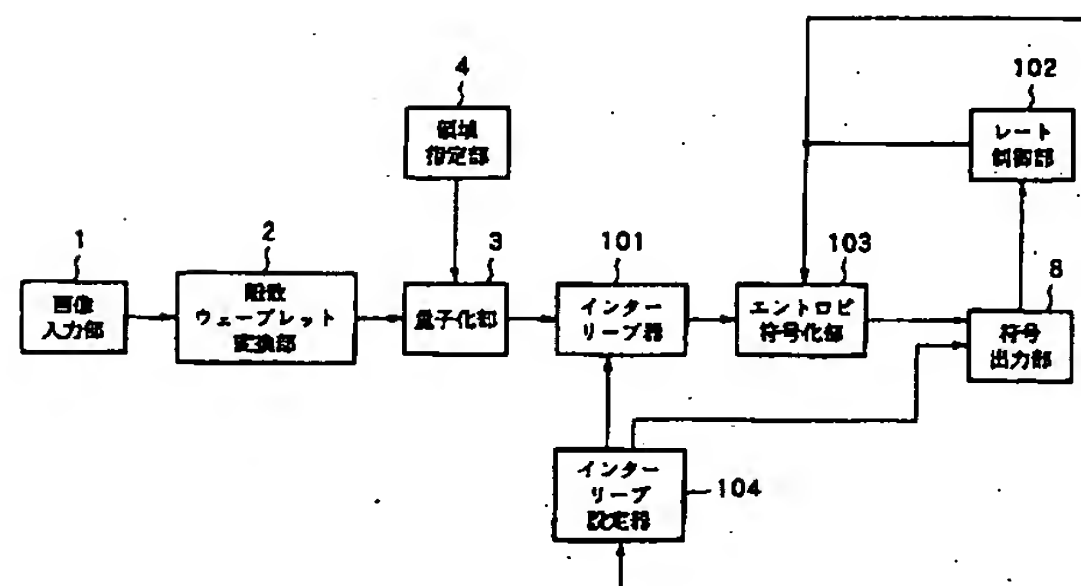 4
領域
指定部
102
レート
制御部
1
画像
入力部
2
離散
ウェーブレット
変換部
3
量子化部
101
インター
リーブ器
103
エントロピ
符号化部
8
符号
出力部
インター
リーブ
設定器
104